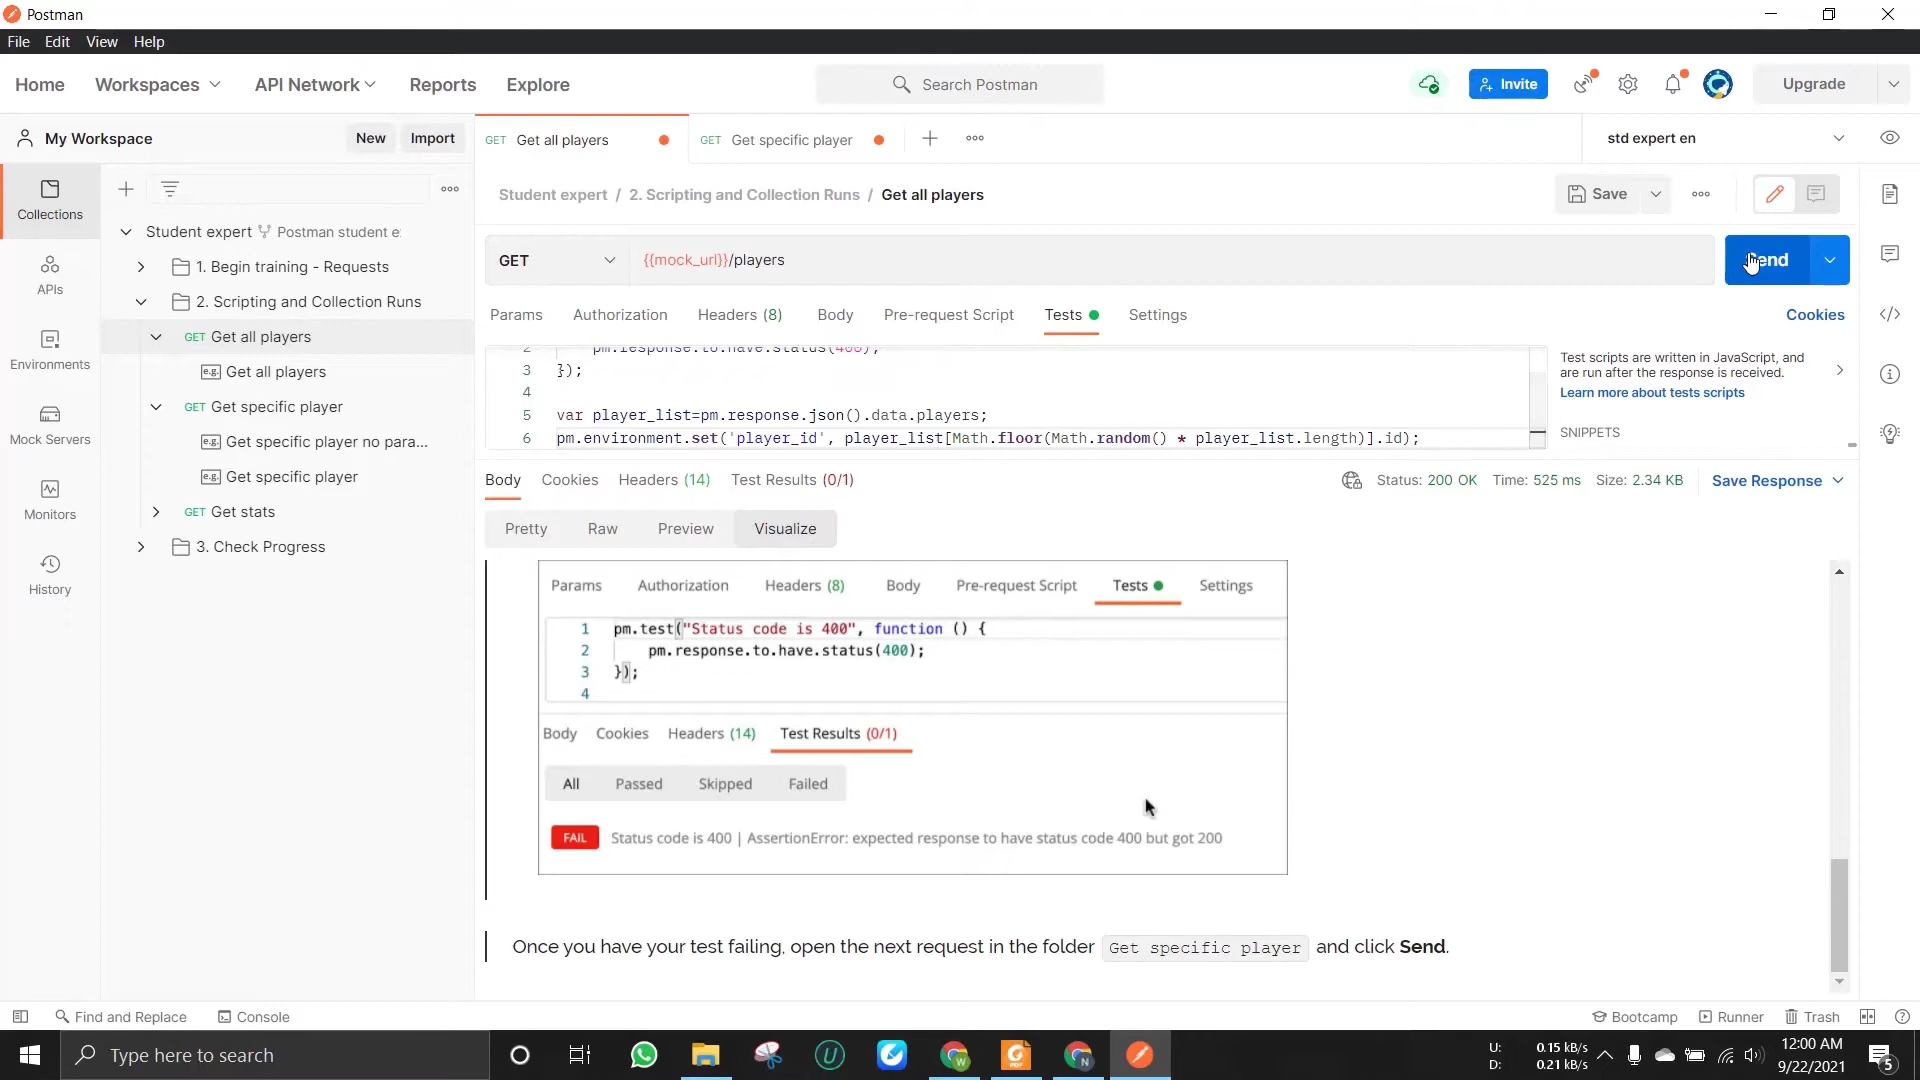 Postman
File Edit View Help
Home Workspaces API Network Reports Explore
Search Postman
Invite
Upgrade
My Workspace New Import
GET Get all players
GET Get specific player
std expert en
Collections
APIs
Environments
Mock Servers
Monitors
History
Student expert Postman student e
1. Begin training - Requests
2. Scripting and Collection Runs
GET Get all players
e.g. Get all players
GET Get specific player
e.g. Get specific player no para...
e.g. Get specific player
GET Get stats
3. Check Progress
Student expert / 2. Scripting and Collection Runs / Get all players
Save
GET {{mock_url}}/players
Params Authorization Headers (8) Body Pre-request Script Tests Settings
Cookies
2 pm.response.to.have.status(400);
3 });
4
5 var player_list=pm.response.json().data.players;
6 pm.environment.set('player_id', player_list[Math.floor(Math.random() * player_list.length)].id);
Test scripts are written in JavaScript, and
are run after the response is received.
Learn more about tests scripts
SNIPPETS
Body Cookies Headers (14) Test Results (0/1)
Status: 200 OK Time: 525 ms Size: 2.34 KB Save Response
Pretty Raw Preview Visualize
Params Authorization Headers (8) Body Pre-request Script Tests Settings
1 pm.test("Status code is 400", function () {
2 pm.response.to.have.status(400);
3 });
4
Body Cookies Headers (14) Test Results (0/1)
All Passed Skipped Failed
FAIL Status code is 400 | AssertionError: expected response to have status code 400 but got 200
Once you have your test failing, open the next request in the folder Get specific player and click Send.
Find and Replace Console
Bootcamp Runner Trash
Type here to search
U: 0.15 kB/s
D: 0.21 kB/s
12:00 AM
9/22/2021
5